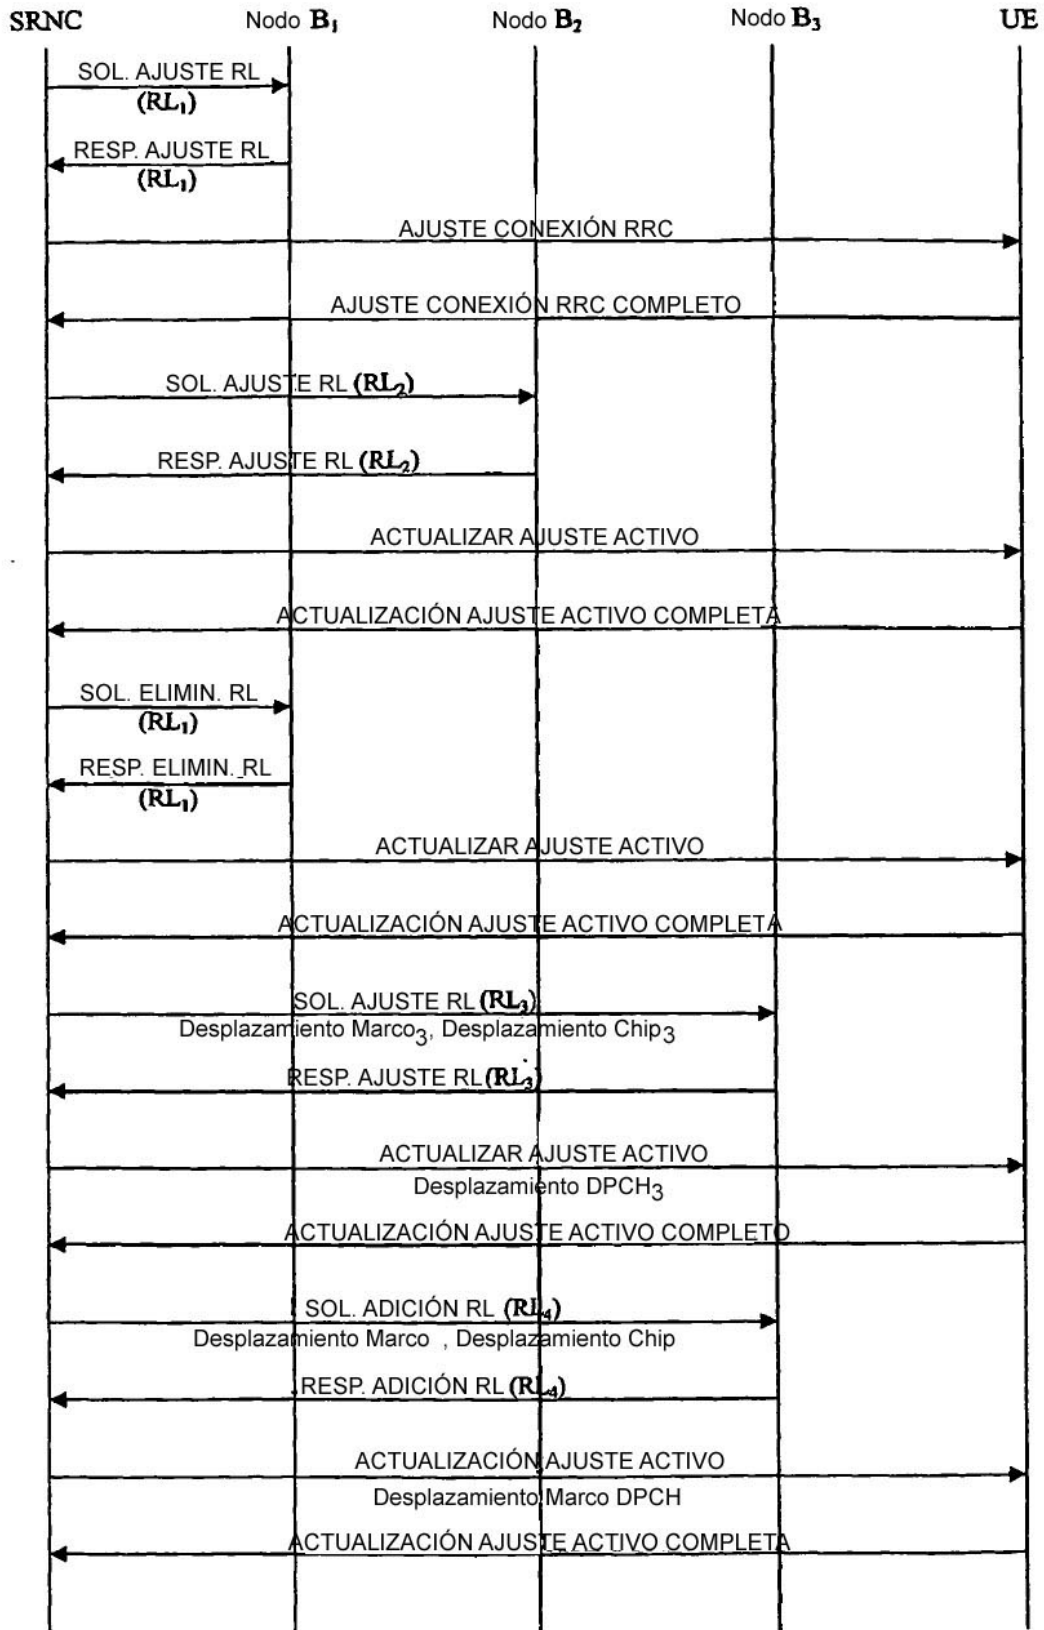 SRNC Nodo B₁ Nodo B₂ Nodo B₃ UE
SOL. AJUSTE RL
(RL₁)
RESP. AJUSTE RL
(RL₁)
AJUSTE CONEXIÓN RRC
AJUSTE CONEXIÓN RRC COMPLETO
SOL. AJUSTE RL (RL₂)
RESP. AJUSTE RL (RL₂)
ACTUALIZAR AJUSTE ACTIVO
ACTUALIZACIÓN AJUSTE ACTIVO COMPLETA
SOL. ELIMIN. RL
(RL₁)
RESP. ELIMIN. RL
(RL₁)
ACTUALIZAR AJUSTE ACTIVO
ACTUALIZACIÓN AJUSTE ACTIVO COMPLETA
SOL. AJUSTE RL (RL₃)
Desplazamiento Marco₃, Desplazamiento Chip₃
RESP. AJUSTE RL (RL₃)
ACTUALIZAR AJUSTE ACTIVO
Desplazamiento DPCH₃
ACTUALIZACIÓN AJUSTE ACTIVO COMPLETO
SOL. ADICIÓN RL (RL₄)
Desplazamiento Marco , Desplazamiento Chip
RESP. ADICIÓN RL (RL₄)
ACTUALIZACIÓN AJUSTE ACTIVO
Desplazamiento Marco DPCH
ACTUALIZACIÓN AJUSTE ACTIVO COMPLETA